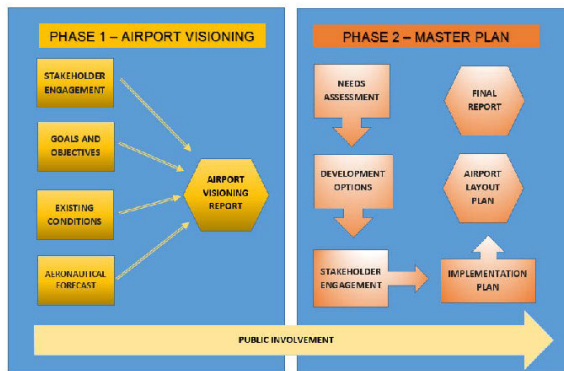 PHASE 1 – AIRPORT VISIONING
STAKEHOLDER
ENGAGEMENT
GOALS AND
OBJECTIVES
EXISTING
CONDITIONS
AERONAUTICAL
FORECAST
AIRPORT
VISIONING
REPORT
PHASE 2 – MASTER PLAN
NEEDS
ASSESSMENT
DEVELOPMENT
OPTIONS
STAKEHOLDER
ENGAGEMENT
IMPLEMENTATION
PLAN
AIRPORT
LAYOUT
PLAN
FINAL
REPORT
PUBLIC INVOLVEMENT